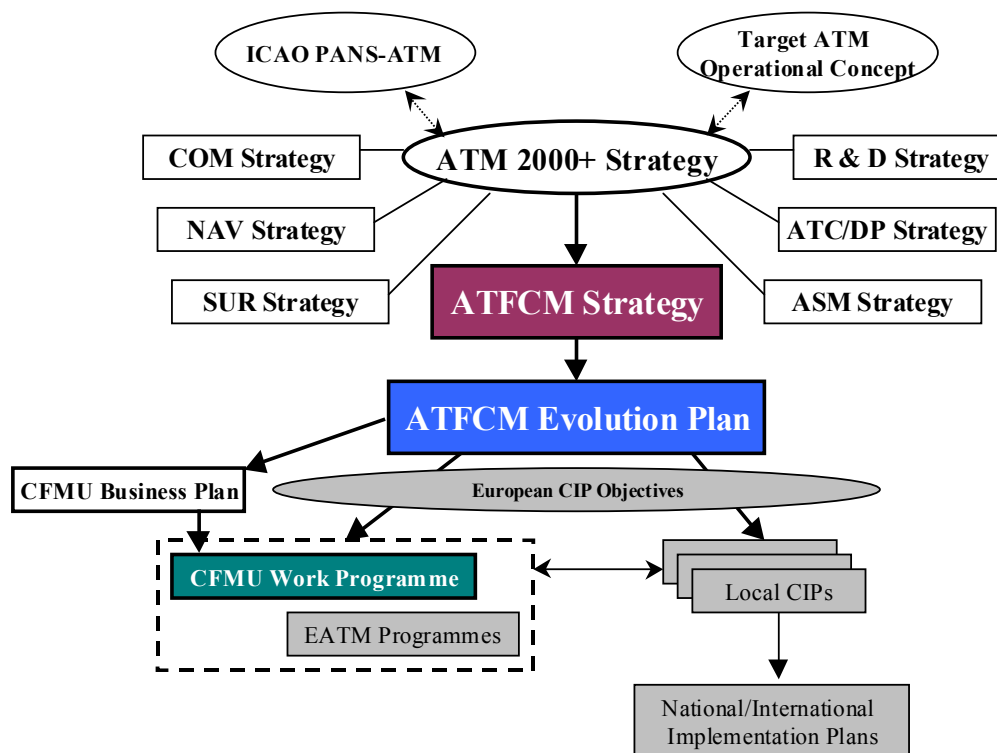 ICAO PANS-ATM
Target ATM
Operational Concept
ATM 2000+ Strategy
COM Strategy
R & D Strategy
NAV Strategy
ATC/DP Strategy
SUR Strategy
ASM Strategy
ATFCM Strategy
ATFCM Evolution Plan
CFMU Business Plan
European CIP Objectives
CFMU Work Programme
Local CIPs
EATM Programmes
National/International
Implementation Plans